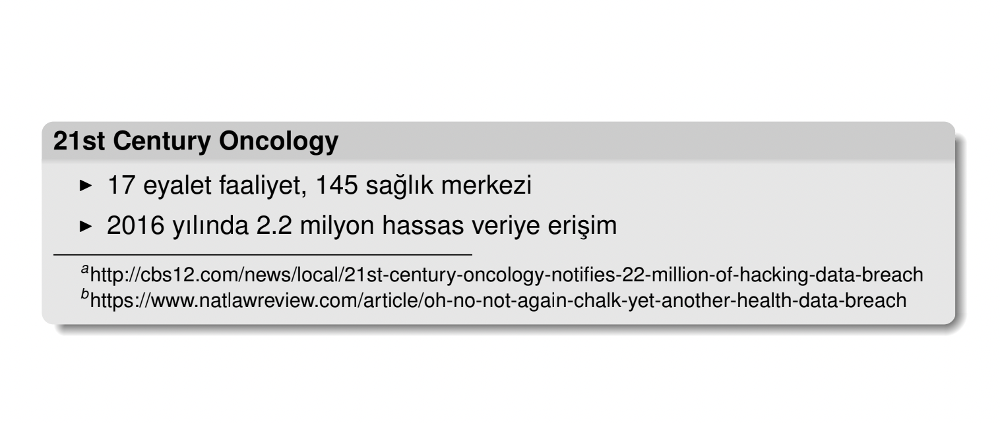 21st Century Oncology
▶ 17 eyalet faaliyet, 145 sağlık merkezi
▶ 2016 yılında 2.2 milyon hassas veriye erişim
a http://cbs12.com/news/local/21st-century-oncology-notifies-22-million-of-hacking-data-breach
b https://www.natlawreview.com/article/oh-no-not-again-chalk-yet-another-health-data-breach